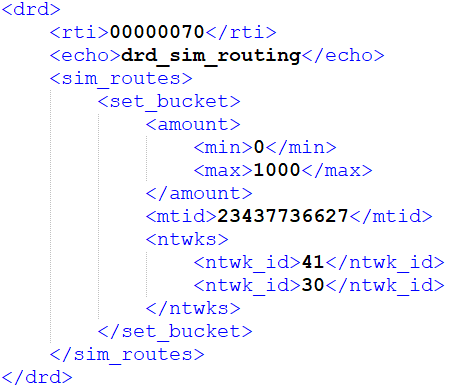 <drd>
    <rti>00000070</rti>
    <echo>drd_sim_routing</echo>
    <sim_routes>
        <set_bucket>
            <amount>
                <min>0</min>
                <max>1000</max>
            </amount>
            <mtid>23437736627</mtid>
            <ntwks>
                <ntwk_id>41</ntwk_id>
                <ntwk_id>30</ntwk_id>
            </ntwks>
        </set_bucket>
    </sim_routes>
</drd>